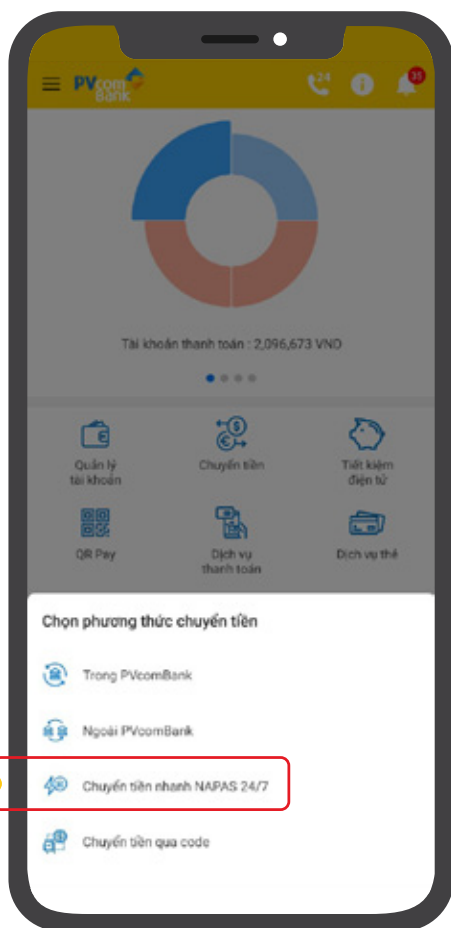 PVcom
Bank
24
35
Tài khoản thanh toán : 2,096,673 VND
Quản lý
tài khoản
Chuyển tiền
Tiết kiệm
điện tử
QR Pay
Dịch vụ
thanh toán
Dịch vụ thẻ
Chọn phương thức chuyển tiền
Trong PVcomBank
Ngoài PVcomBank
Chuyển tiền nhanh NAPAS 24/7
Chuyển tiền qua code